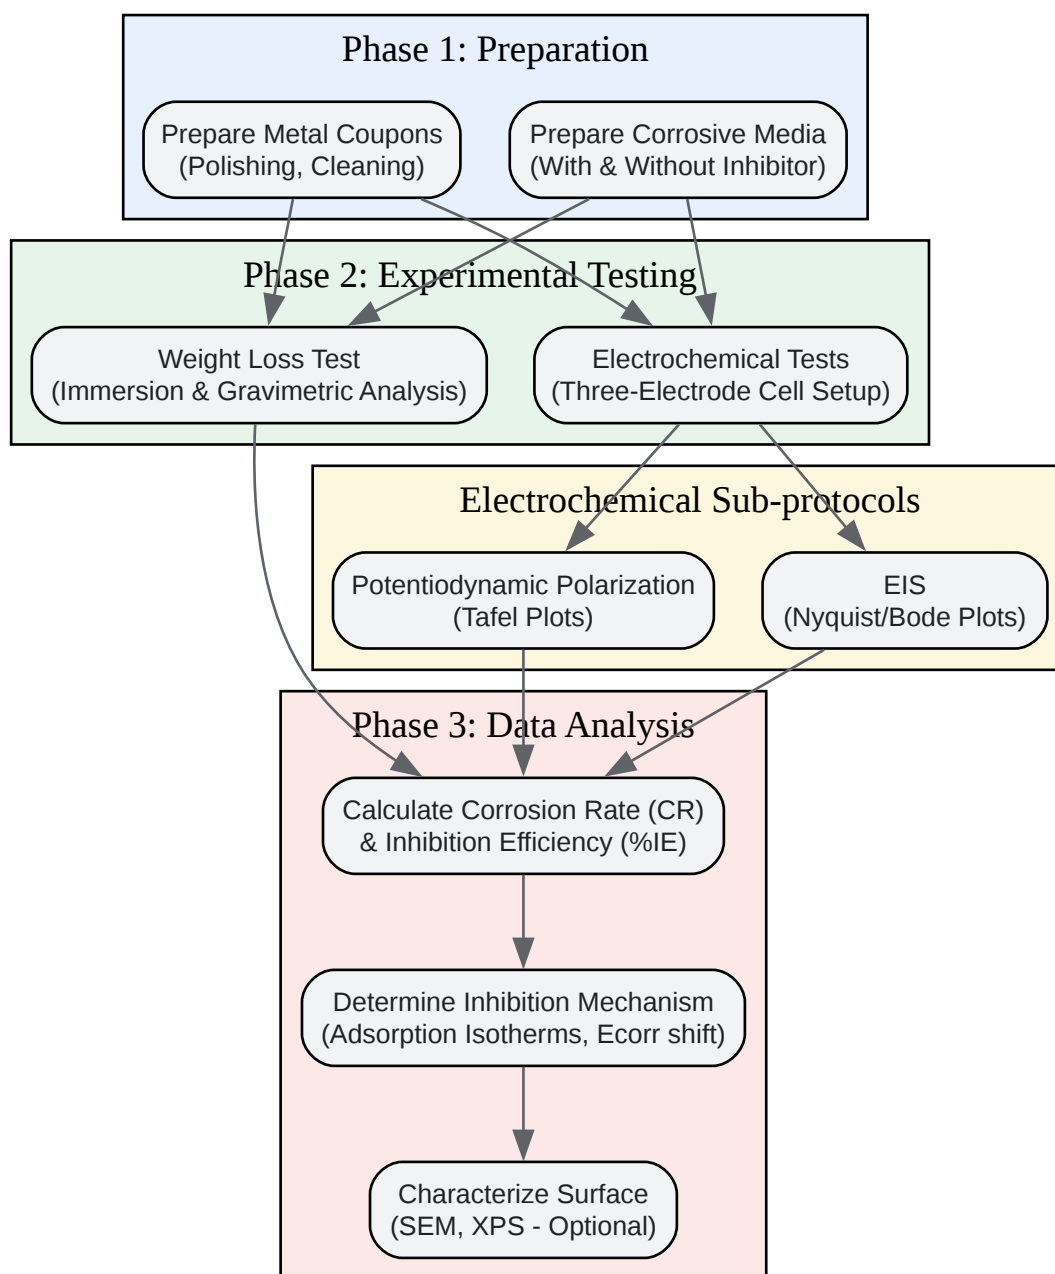 Phase 1: Preparation
Prepare Metal Coupons
(Polishing, Cleaning)
Prepare Corrosive Media
(With & Without Inhibitor)
Phase 2: Experimental Testing
Weight Loss Test
(Immersion & Gravimetric Analysis)
Electrochemical Tests
(Three-Electrode Cell Setup)
Electrochemical Sub-protocols
Potentiodynamic Polarization
(Tafel Plots)
EIS
(Nyquist/Bode Plots)
Phase 3: Data Analysis
Calculate Corrosion Rate (CR)
& Inhibition Efficiency (%IE)
Determine Inhibition Mechanism
(Adsorption Isotherms, Ecorr shift)
Characterize Surface
(SEM, XPS - Optional)